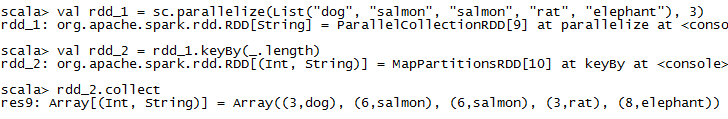 scala> val rdd_1 = sc.parallelize(List("dog", "salmon", "salmon", "rat", "elephant"), 3)
rdd_1: org.apache.spark.rdd.RDD[String] = ParallelCollectionRDD[9] at parallelize at <conso
scala> val rdd_2 = rdd_1.keyBy(_.length)
rdd_2: org.apache.spark.rdd.RDD[(Int, String)] = MapPartitionsRDD[10] at keyBy at <console>
scala> rdd_2.collect
res9: Array[(Int, String)] = Array((3,dog), (6,salmon), (6,salmon), (3,rat), (8,elephant))